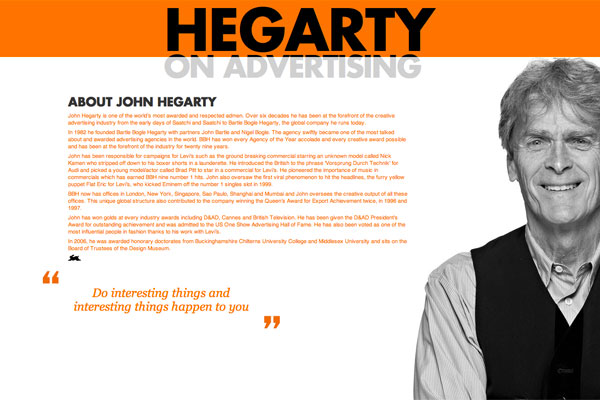 HEGARTY
ON ADVERTISING
ABOUT JOHN HEGARTY
John Hegarty is one of the world's most awarded and respected admen. Over six decades he has been at the forefront of the creative
advertising industry from the early days of Saatchi and Saatchi to Bartle Bogle Hegarty, the global company he runs today.
In 1982 he founded Bartle Bogle Hegarty with partners John Bartle and Nigel Bogle. The agency swiftly became one of the most talked
about and awarded advertising agencies in the world. BBH has won every Agency of the Year accolade and every creative award possible
and has been at the forefront of the industry for twenty nine years.
John has been responsible for campaigns for Levi's such as the ground breaking commercial starring an unknown model called 'Nick
Kamen who stripped off down to his boxer shorts in a launderette. He introduced the British to the phrase 'Vorsprung Durch Technik' for
Audi and picked a young model/actor called Brad Pitt to star in a commercial for Levi's. He pioneered the importance of music in
commercials which has earned BBH nine number 1 hits. John also oversaw the first viral phenomenon to hit the headlines, the furry yellow
puppet Flat Eric for Levi's, who kicked Eminem off the number 1 singles slot in 1999.
BBH now has offices in London, New York, Singapore, Sao Paulo, Shanghai and Mumbai and John oversees the creative output of all these
offices. This unique global structure also contributed to the company winning the Queen's Award for Export Achievement twice, in 1996 and
1997.
John has won golds at every industry awards including D&AD, Cannes and British Television. He has been given the D&AD President's
Award for outstanding achievement and was admitted to the US One Show Advertising Hall of Fame. He has also been voted as one of the
most influential people in fashion thanks to his work with Levi's.
In 2006, he was awarded honorary doctorates from Buckinghamshire Chilterns University College and Middlesex University and sits on the
Board of Trustees of the Design Museum.
“ Do interesting things and
interesting things happen to you ”